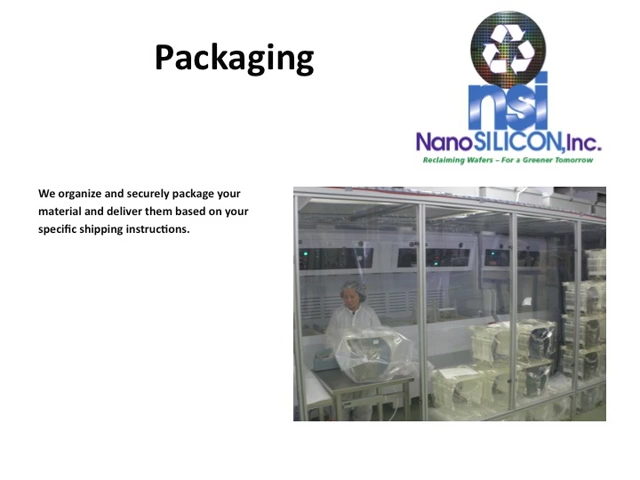 Packaging
nsi
NanoSILICON,Inc.
Reclaiming Wafers – For a Greener Tomorrow
We organize and securely package your
material and deliver them based on your
specific shipping instructions.